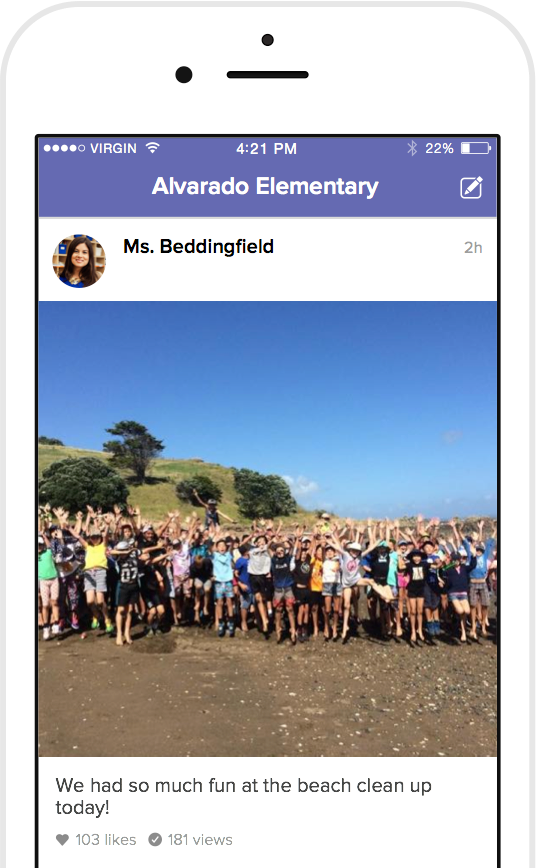 VIRGIN 4:21 PM 22%
Alvarado Elementary
Ms. Beddingfield 2h
We had so much fun at the beach clean up
today!
103 likes 181 views